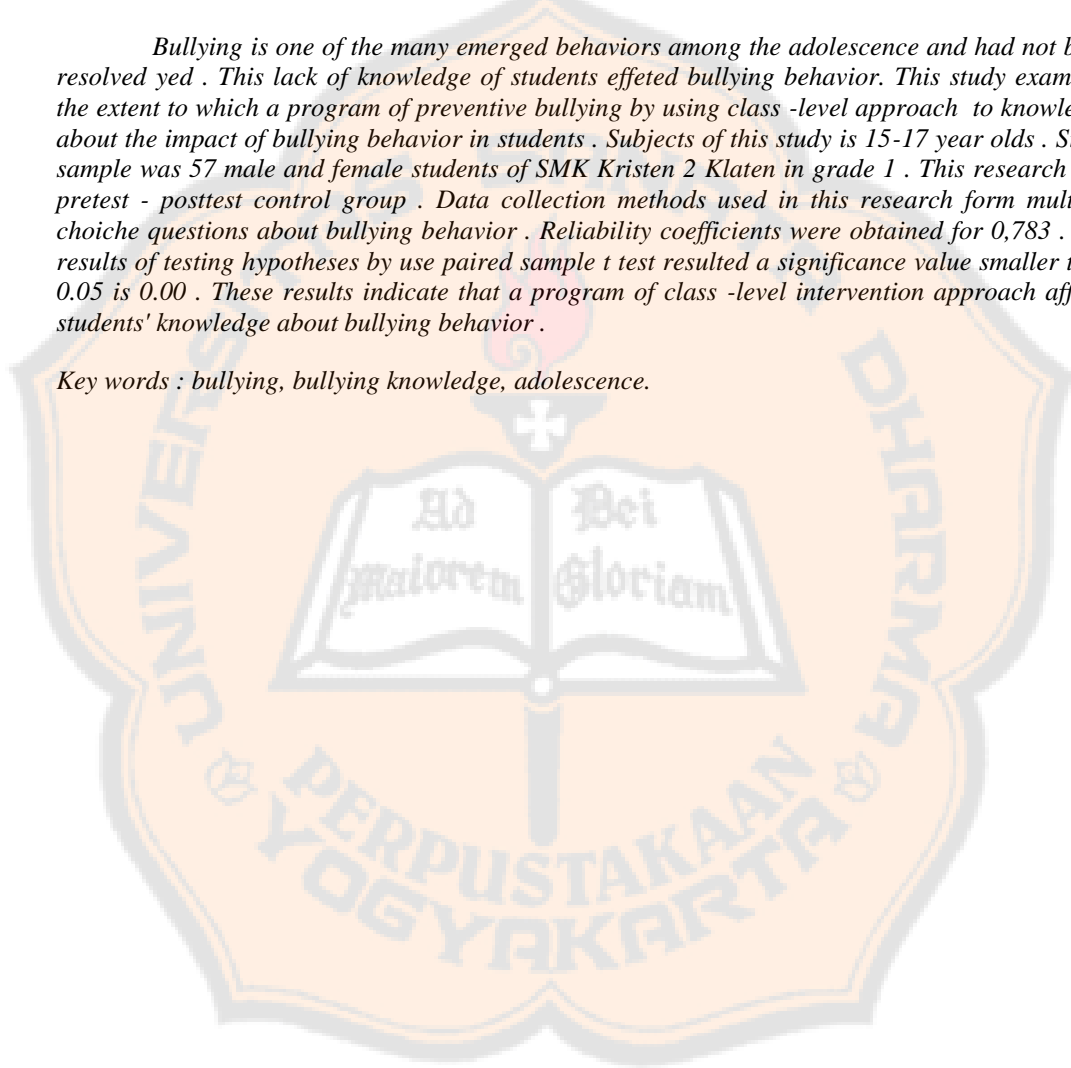 Bullying is one of the many emerged behaviors among the adolescence and had not
resolved yed . This lack of knowledge of students effeted bullying behavior. This study
the extent to which a program of preventive bullying by using class -level approach to
about the impact of bullying behavior in students . Subjects of this study is 15-17 year olds .
sample was 57 male and female students of SMK Kristen 2 Klaten in grade 1 . This research
pretest - posttest control group . Data collection methods used in this research form
choiche questions about bullying behavior . Reliability coefficients were obtained for 0,783 .
results of testing hypotheses by use paired sample t test resulted a significance value smaller
0.05 is 0.00 . These results indicate that a program of class -level intervention approach
students' knowledge about bullying behavior .
Key words : bullying, bullying knowledge, adolescence.
UNIVERSITAS SANATA DHARMA
Ad Dei
Maiorem Gloriam
PERPUSTAKAAN
YOGYAKARTA